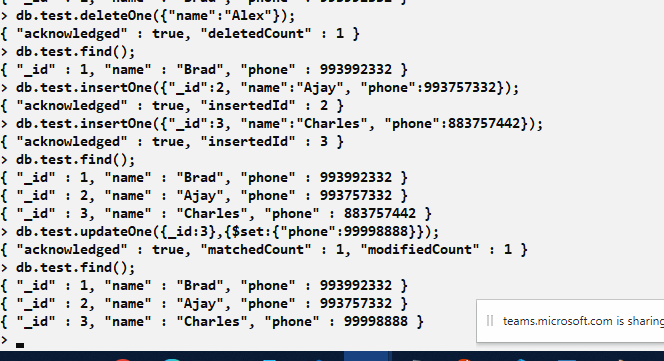 > db.test.deleteOne({"name":"Alex"});
{ "acknowledged" : true, "deletedCount" : 1 }
> db.test.find();
{ "_id" : 1, "name" : "Brad", "phone" : 993992332 }
> db.test.insertOne({"_id":2, "name":"Ajay", "phone":993757332});
{ "acknowledged" : true, "insertedId" : 2 }
> db.test.insertOne({"_id":3, "name":"Charles", "phone":883757442});
{ "acknowledged" : true, "insertedId" : 3 }
> db.test.find();
{ "_id" : 1, "name" : "Brad", "phone" : 993992332 }
{ "_id" : 2, "name" : "Ajay", "phone" : 993757332 }
{ "_id" : 3, "name" : "Charles", "phone" : 883757442 }
> db.test.updateOne({_id:3},{$set:{"phone":99998888}});
{ "acknowledged" : true, "matchedCount" : 1, "modifiedCount" : 1 }
> db.test.find();
{ "_id" : 1, "name" : "Brad", "phone" : 993992332 }
{ "_id" : 2, "name" : "Ajay", "phone" : 993757332 }
{ "_id" : 3, "name" : "Charles", "phone" : 99998888 }
>
teams.microsoft.com is sharing